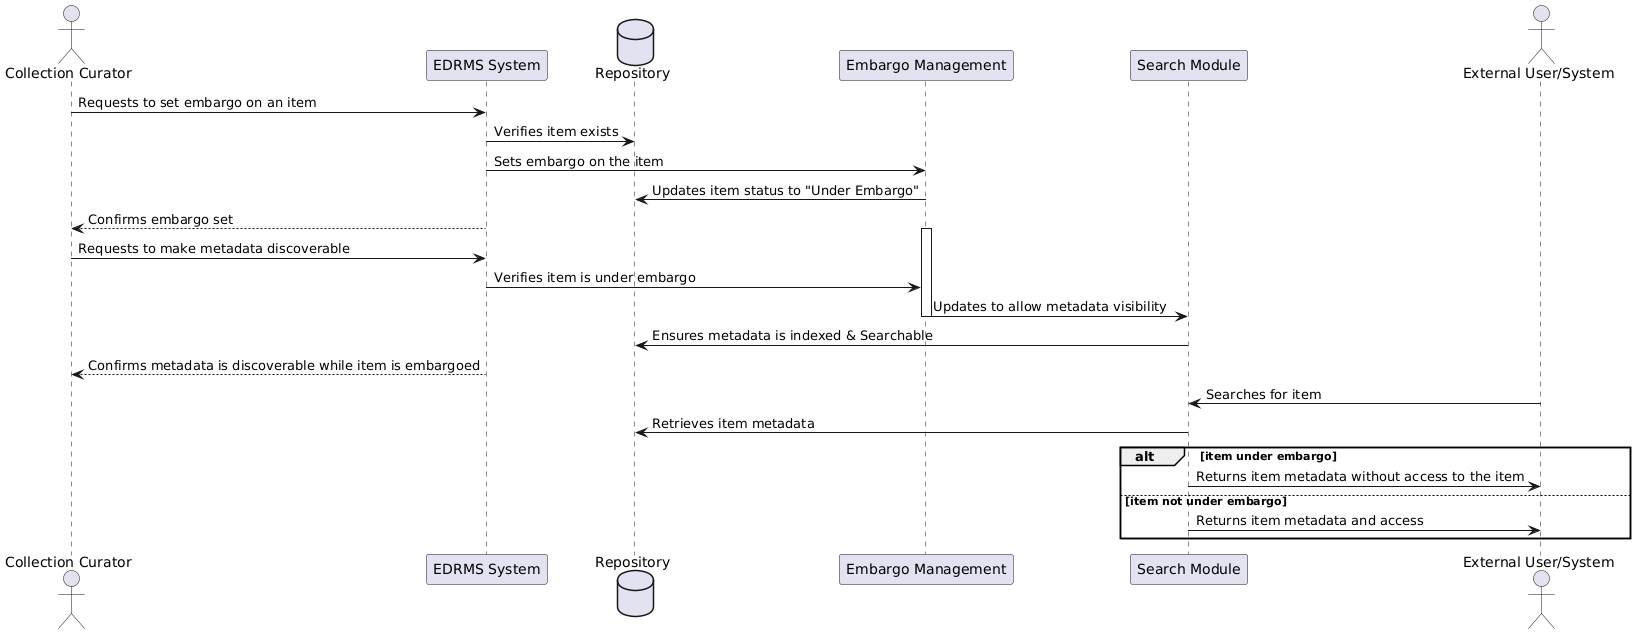 Collection Curator
EDRMS System
Repository
Embargo Management
Search Module
External User/System
Requests to set embargo on an item
Verifies item exists
Sets embargo on the item
Updates item status to "Under Embargo"
Confirms embargo set
Requests to make metadata discoverable
Verifies item is under embargo
Updates to allow metadata visibility
Ensures metadata is indexed & Searchable
Confirms metadata is discoverable while item is embargoed
Searches for item
Retrieves item metadata
alt
[item under embargo]
Returns item metadata without access to the item
[item not under embargo]
Returns item metadata and access
Collection Curator
EDRMS System
Repository
Embargo Management
Search Module
External User/System